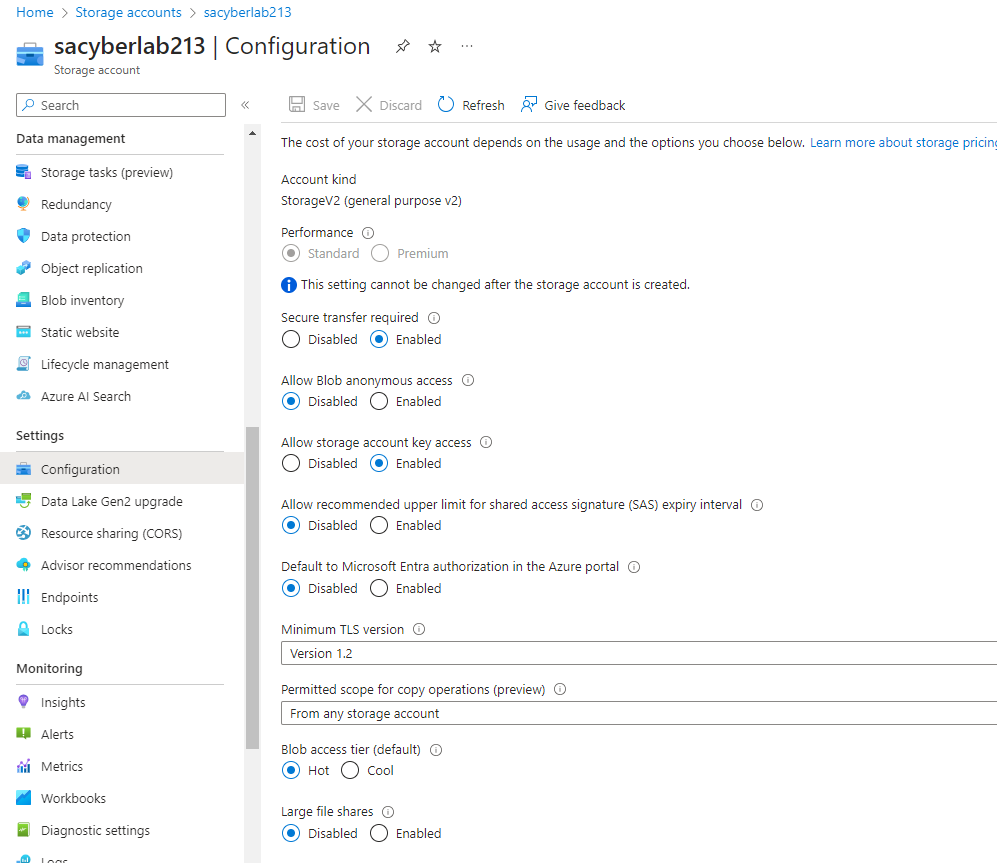 Home > Storage accounts > sacyberlab213
sacyberlab213 | Configuration
Storage account
Search
Data management
Storage tasks (preview)
Redundancy
Data protection
Object replication
Blob inventory
Static website
Lifecycle management
Azure AI Search
Settings
Configuration
Data Lake Gen2 upgrade
Resource sharing (CORS)
Advisor recommendations
Endpoints
Locks
Monitoring
Insights
Alerts
Metrics
Workbooks
Diagnostic settings
Logs
Save Discard Refresh Give feedback
The cost of your storage account depends on the usage and the options you choose below. Learn more about storage pricing
Account kind
StorageV2 (general purpose v2)
Performance
Standard Premium
This setting cannot be changed after the storage account is created.
Secure transfer required
Disabled Enabled
Allow Blob anonymous access
Disabled Enabled
Allow storage account key access
Disabled Enabled
Allow recommended upper limit for shared access signature (SAS) expiry interval
Disabled Enabled
Default to Microsoft Entra authorization in the Azure portal
Disabled Enabled
Minimum TLS version
Version 1.2
Permitted scope for copy operations (preview)
From any storage account
Blob access tier (default)
Hot Cool
Large file shares
Disabled Enabled